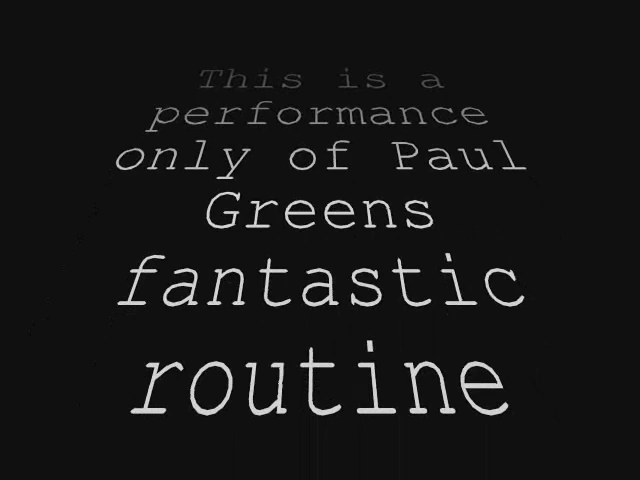 This is a
performance
only of Paul
Greens
fantastic
routine